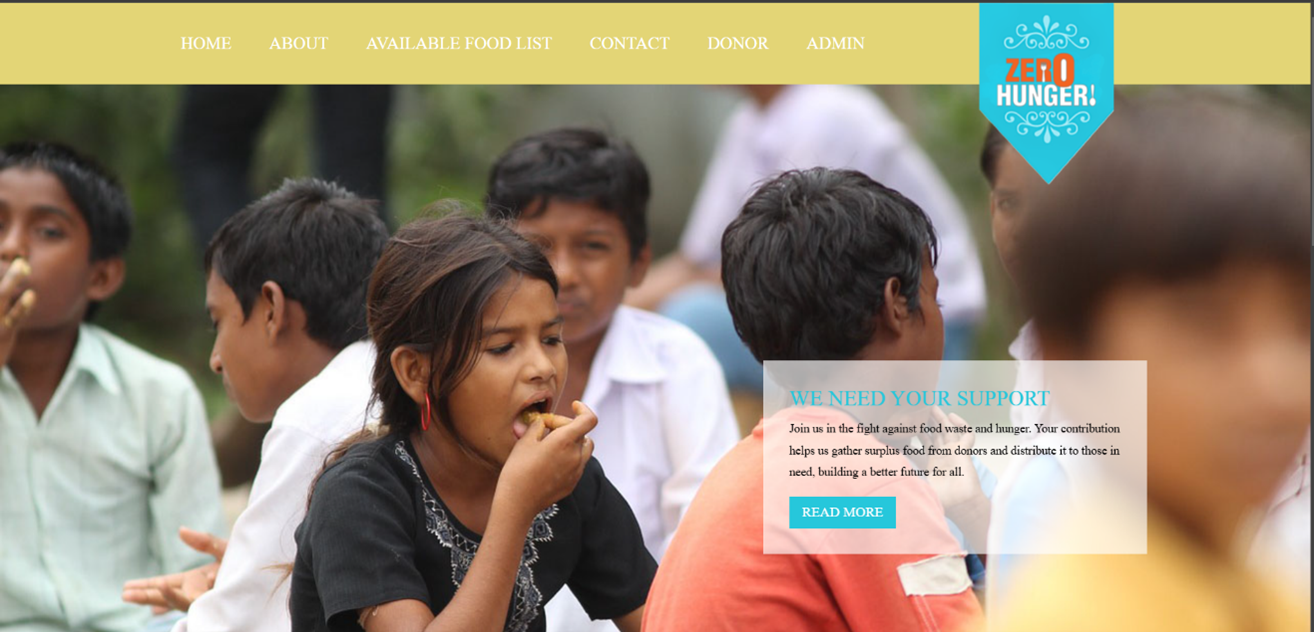 HOME ABOUT AVAILABLE FOOD LIST CONTACT DONOR ADMIN
ZERO
HUNGER!
WE NEED YOUR SUPPORT
Join us in the fight against food waste and hunger. Your contribution
helps us gather surplus food from donors and distribute it to those in
need, building a better future for all.
READ MORE